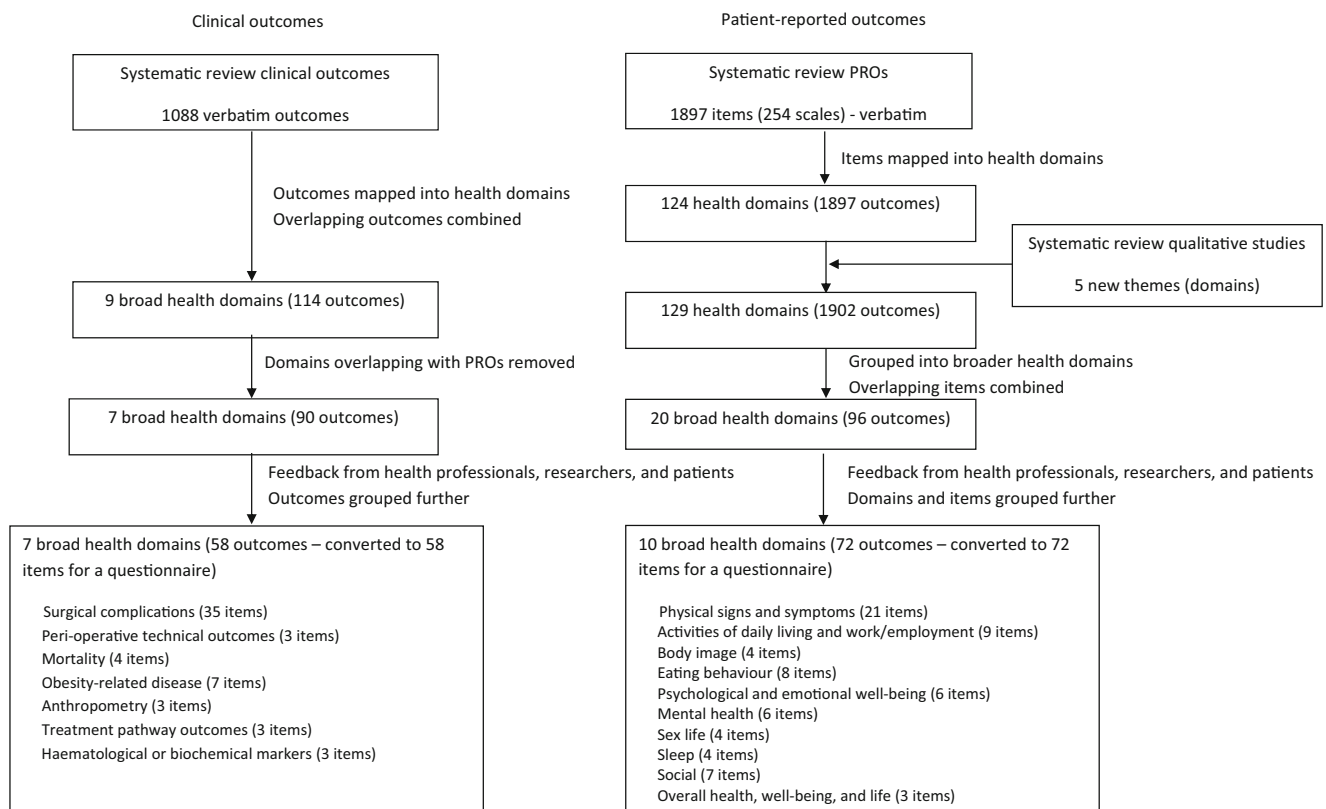 Clinical outcomes
Systematic review clinical outcomes
1088 verbatim outcomes
Outcomes mapped into health domains
Overlapping outcomes combined
9 broad health domains (114 outcomes)
Domains overlapping with PROs removed
7 broad health domains (90 outcomes)
Feedback from health professionals, researchers, and patients
Outcomes grouped further
7 broad health domains (58 outcomes – converted to 58
items for a questionnaire)
Surgical complications (35 items)
Peri-operative technical outcomes (3 items)
Mortality (4 items)
Obesity-related disease (7 items)
Anthropometry (3 items)
Treatment pathway outcomes (3 items)
Haematological or biochemical markers (3 items)
Patient-reported outcomes
Systematic review PROs
1897 items (254 scales) - verbatim
Items mapped into health domains
124 health domains (1897 outcomes)
Systematic review qualitative studies
5 new themes (domains)
129 health domains (1902 outcomes)
Grouped into broader health domains
Overlapping items combined
20 broad health domains (96 outcomes)
Feedback from health professionals, researchers, and patients
Domains and items grouped further
10 broad health domains (72 outcomes – converted to 72
items for a questionnaire)
Physical signs and symptoms (21 items)
Activities of daily living and work/employment (9 items)
Body image (4 items)
Eating behaviour (8 items)
Psychological and emotional well-being (6 items)
Mental health (6 items)
Sex life (4 items)
Sleep (4 items)
Social (7 items)
Overall health, well-being, and life (3 items)